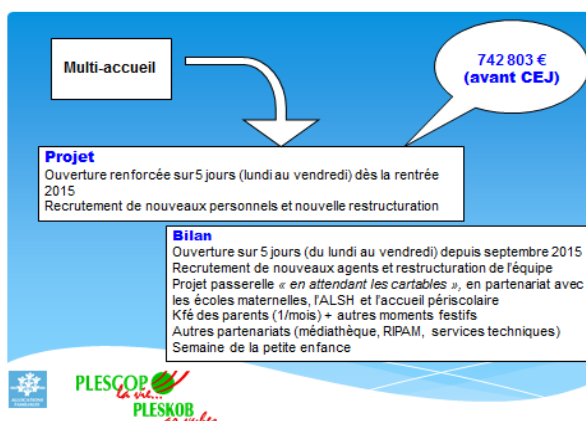 742 803 €
(avant CEJ)
Multi-accueil
Projet
Ouverture renforcée sur 5 jours (lundi au vendredi) dès la rentrée
2015
Recrutement de nouveaux personnels et nouvelle restructuration
Bilan
Ouverture sur 5 jours (du lundi au vendredi) depuis septembre 2015
Recrutement de nouveaux agents et restructuration de l'équipe
Projet passerelle « en attendant les cartables », en partenariat avec
les écoles maternelles, l'ALSH et l'accueil périscolaire
Kfé des parents (1/mois) + autres moments festifs
Autres partenariats (médiathèque, RIPAM, services techniques)
Semaine de la petite enfance
ALLOCATIONS
FAMILIALES
PLESCOP
la vie...
PLESKOB